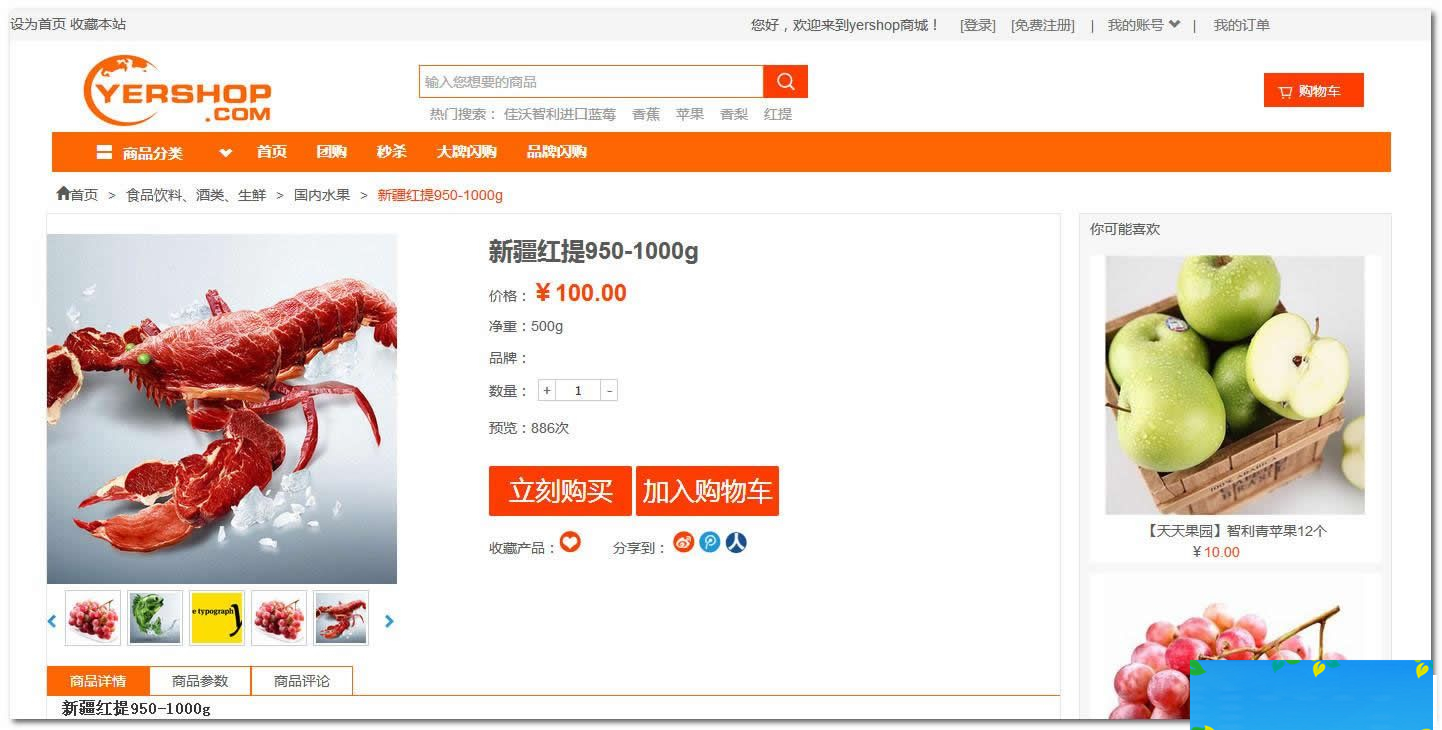 设为首页 收藏本站
您好，欢迎来到yershop商城！ [登录] [免费注册] | 我的账号 | 我的订单
YERSHOP
.COM
输入您想要的商品
购物车
热门搜索： 佳沃智利进口蓝莓 香蕉 苹果 香梨 红提
商品分类 首页 团购 秒杀 大牌闪购 品牌闪购
首页 > 食品饮料、酒类、生鲜 > 国内水果 > 新疆红提950-1000g
新疆红提950-1000g
价格：￥100.00
净重：500g
品牌：
数量： + 1 -
预览：886次
立刻购买 加入购物车
收藏产品： 分享到：
e typograph
商品详情 商品参数 商品评论
新疆红提950-1000g
你可能喜欢
【天天果园】智利青苹果12个
￥10.00